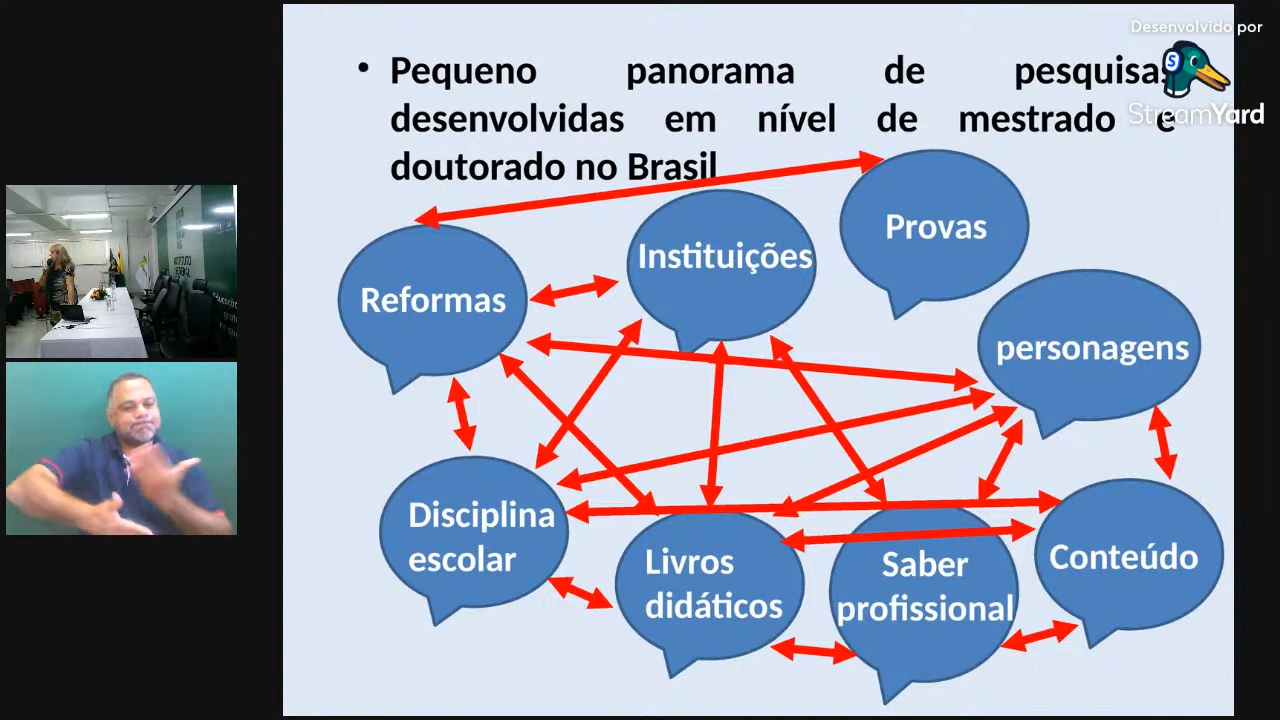 Desenvolvido por
StreamYard
• Pequeno panorama de pesquisas
desenvolvidas em nível de mestrado e
doutorado no Brasil
Provas
Instituições
Reformas
personagens
Disciplina
escolar
Livros
didáticos
Saber
profissional
Conteúdo